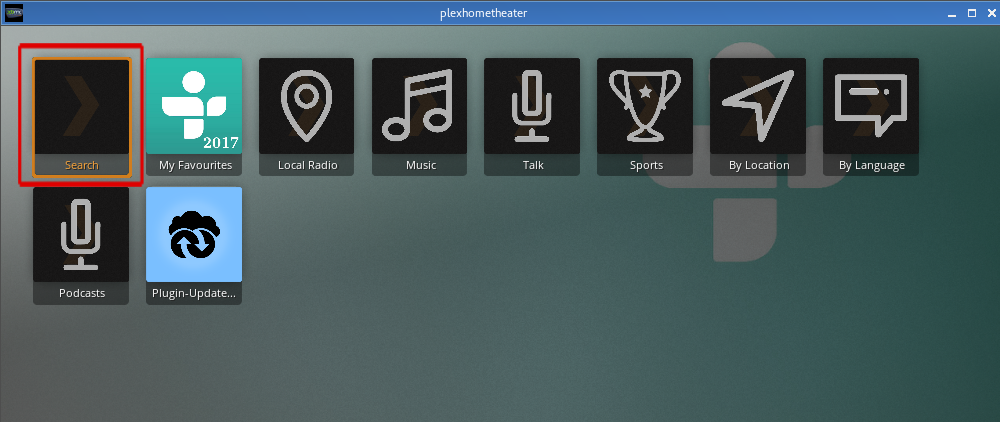 plexhometheater
Search
2017
My Favourites
Local Radio
Music
Talk
Sports
By Location
By Language
Podcasts
Plugin-Update...